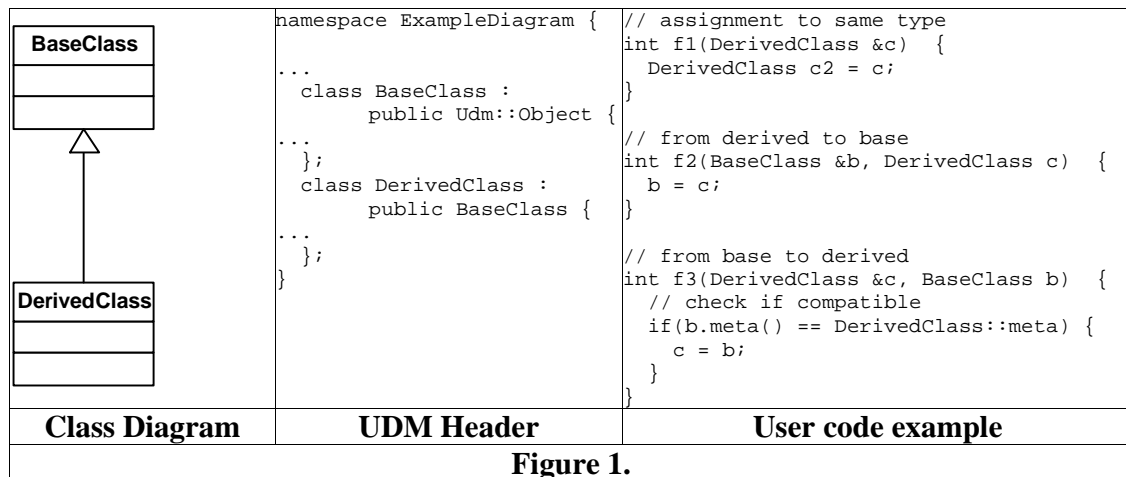 BaseClass
DerivedClass
namespace ExampleDiagram {
...
class BaseClass :
public Udm::Object {
...
};
class DerivedClass :
public BaseClass {
...
};
}
// assignment to same type
int f1(DerivedClass &c)  {
DerivedClass c2 = c;
}
// from derived to base
int f2(BaseClass &b, DerivedClass c)  {
b = c;
}
// from base to derived
int f3(DerivedClass &c, BaseClass b)  {
// check if compatible
if(b.meta() == DerivedClass::meta) {
c = b;
}
}
Class Diagram
UDM Header
User code example
Figure 1.